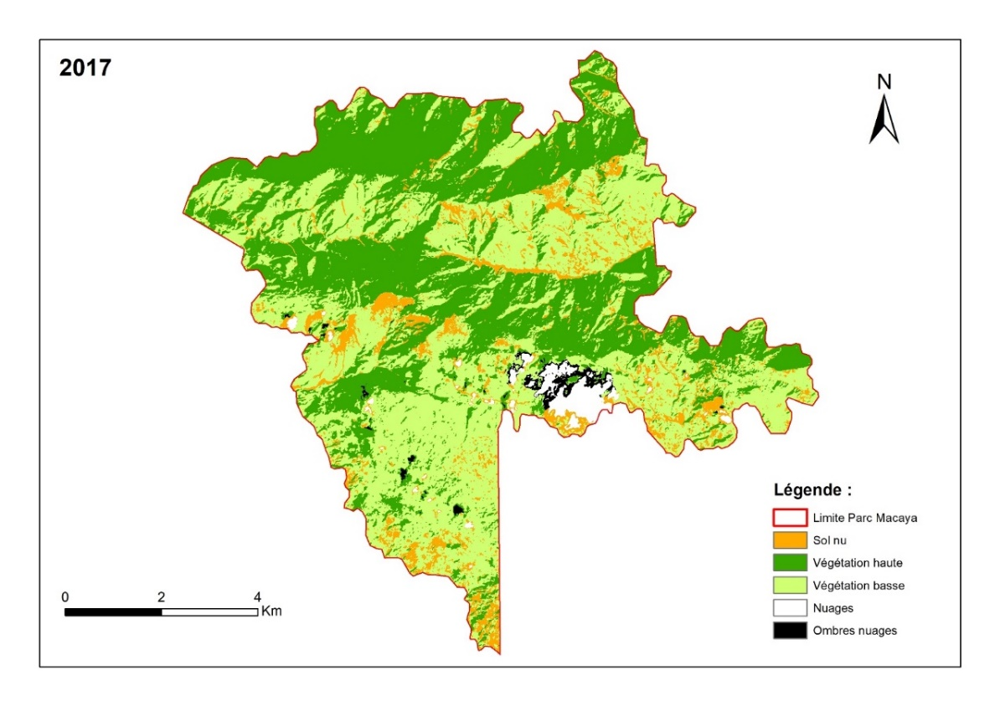 2017
N
Légende :
Limite Parc Macaya
Sol nu
Végétation haute
Végétation basse
Nuages
Ombres nuages
0 2 4
Km